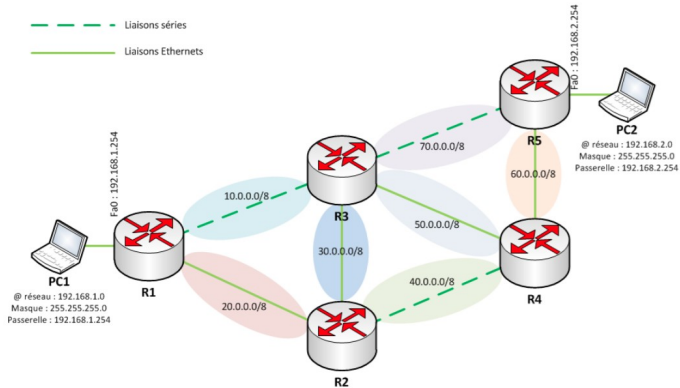 Liaisons séries
Liaisons Ethernets
Fa0 : 192.168.2.254
R5
PC2
@ réseau : 192.168.2.0
Masque : 255.255.255.0
Passerelle : 192.168.2.254
70.0.0.0/8
60.0.0.0/8
Fa0 : 192.168.1.254
10.0.0.0/8
R3
50.0.0.0/8
30.0.0.0/8
PC1
R1
@ réseau : 192.168.1.0
Masque : 255.255.255.0
Passerelle : 192.168.1.254
20.0.0.0/8
40.0.0.0/8
R4
R2